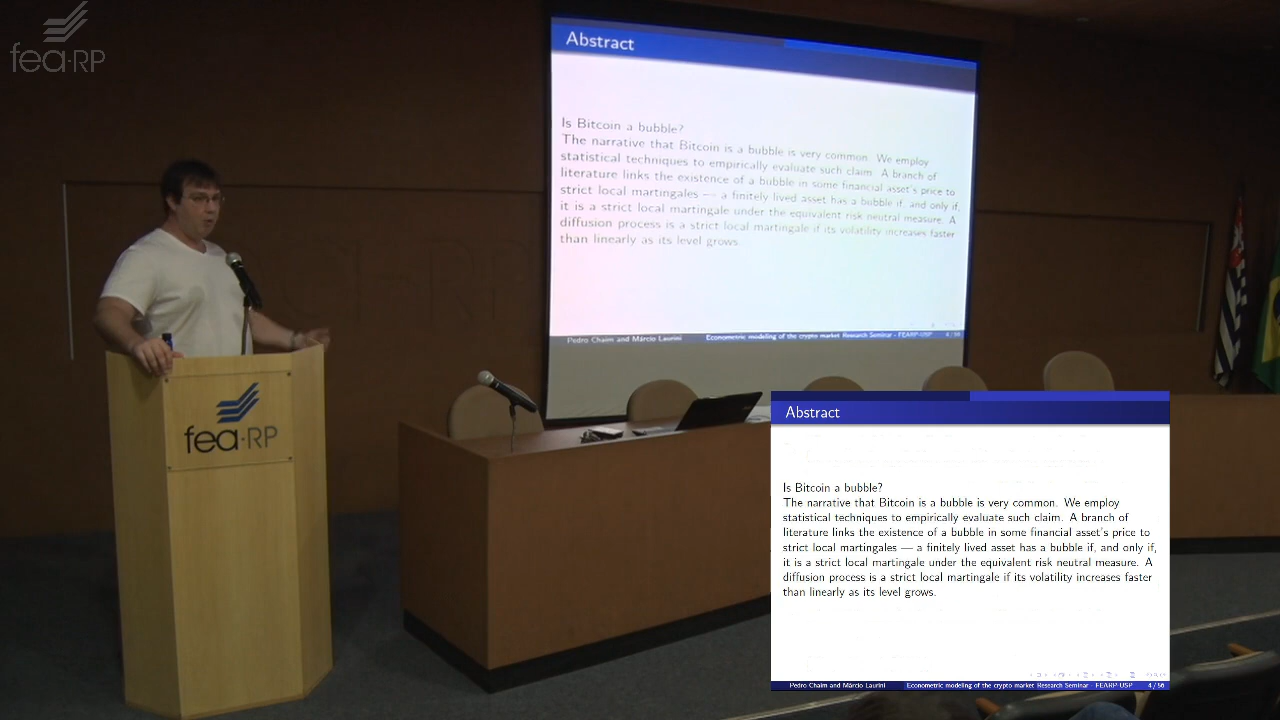 fea-RP
Abstract
Is Bitcoin a bubble?
The narrative that Bitcoin is a bubble is very common. We employ
statistical techniques to empirically evaluate such claim. A branch of
literature links the existence of a bubble in some financial asset's price to
strict local martingales — a finitely lived asset has a bubble if, and only if,
it is a strict local martingale under the equivalent risk neutral measure. A
diffusion process is a strict local martingale if its volatility increases faster
than linearly as its level grows.
Pedro Chaim and Márcio Laurini Econometric modeling of the crypto market Research Seminar - FEARP-USP 4 / 56
fea-RP
Abstract
Is Bitcoin a bubble?
The narrative that Bitcoin is a bubble is very common. We employ
statistical techniques to empirically evaluate such claim. A branch of
literature links the existence of a bubble in some financial asset's price to
strict local martingales — a finitely lived asset has a bubble if, and only if,
it is a strict local martingale under the equivalent risk neutral measure. A
diffusion process is a strict local martingale if its volatility increases faster
than linearly as its level grows.
Pedro Chaim and Márcio Laurini Econometric modeling of the crypto market Research Seminar - FEARP-USP 4 / 56